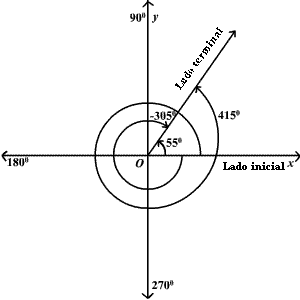 90⁰ y
Lado terminal
-305⁰
415⁰
55⁰
180⁰
O
Lado inicial
x
270⁰